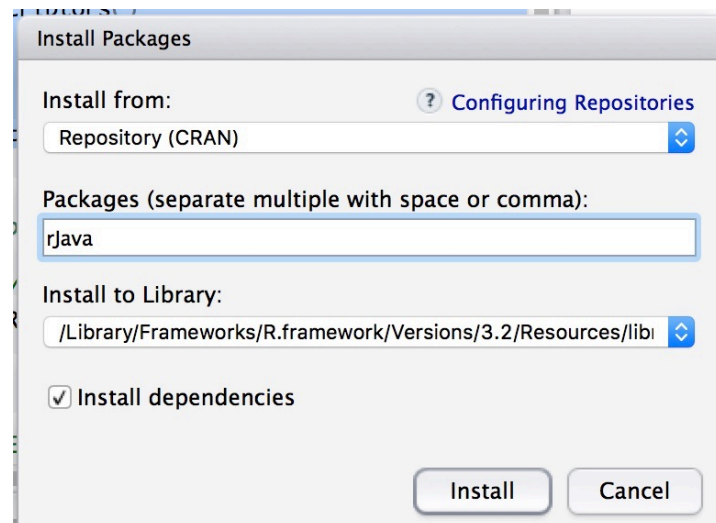 Install Packages
Install from:
? Configuring Repositories
Repository (CRAN)
Packages (separate multiple with space or comma):
rJava
Install to Library:
/Library/Frameworks/R.framework/Versions/3.2/Resources/libr
Install dependencies
Install
Cancel